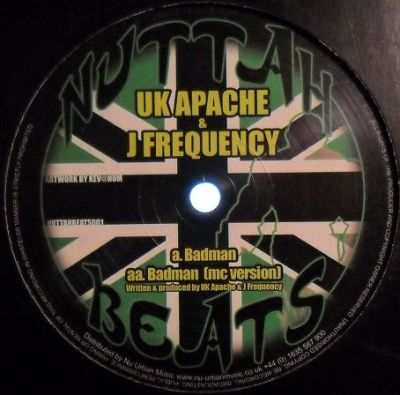 NUTTAH
UK APACHE
&
J FREQUENCY
ARTWORK BY KEV@NUM
NUTTAHBEATS001
a. Badman
aa. Badman (mc version)
Written & produced by UK Apache & J Frequency
BEATS
Distributed by Nu Urban Music www.nu-urbanmusic.co.uk +44 (0) 1635 587 900